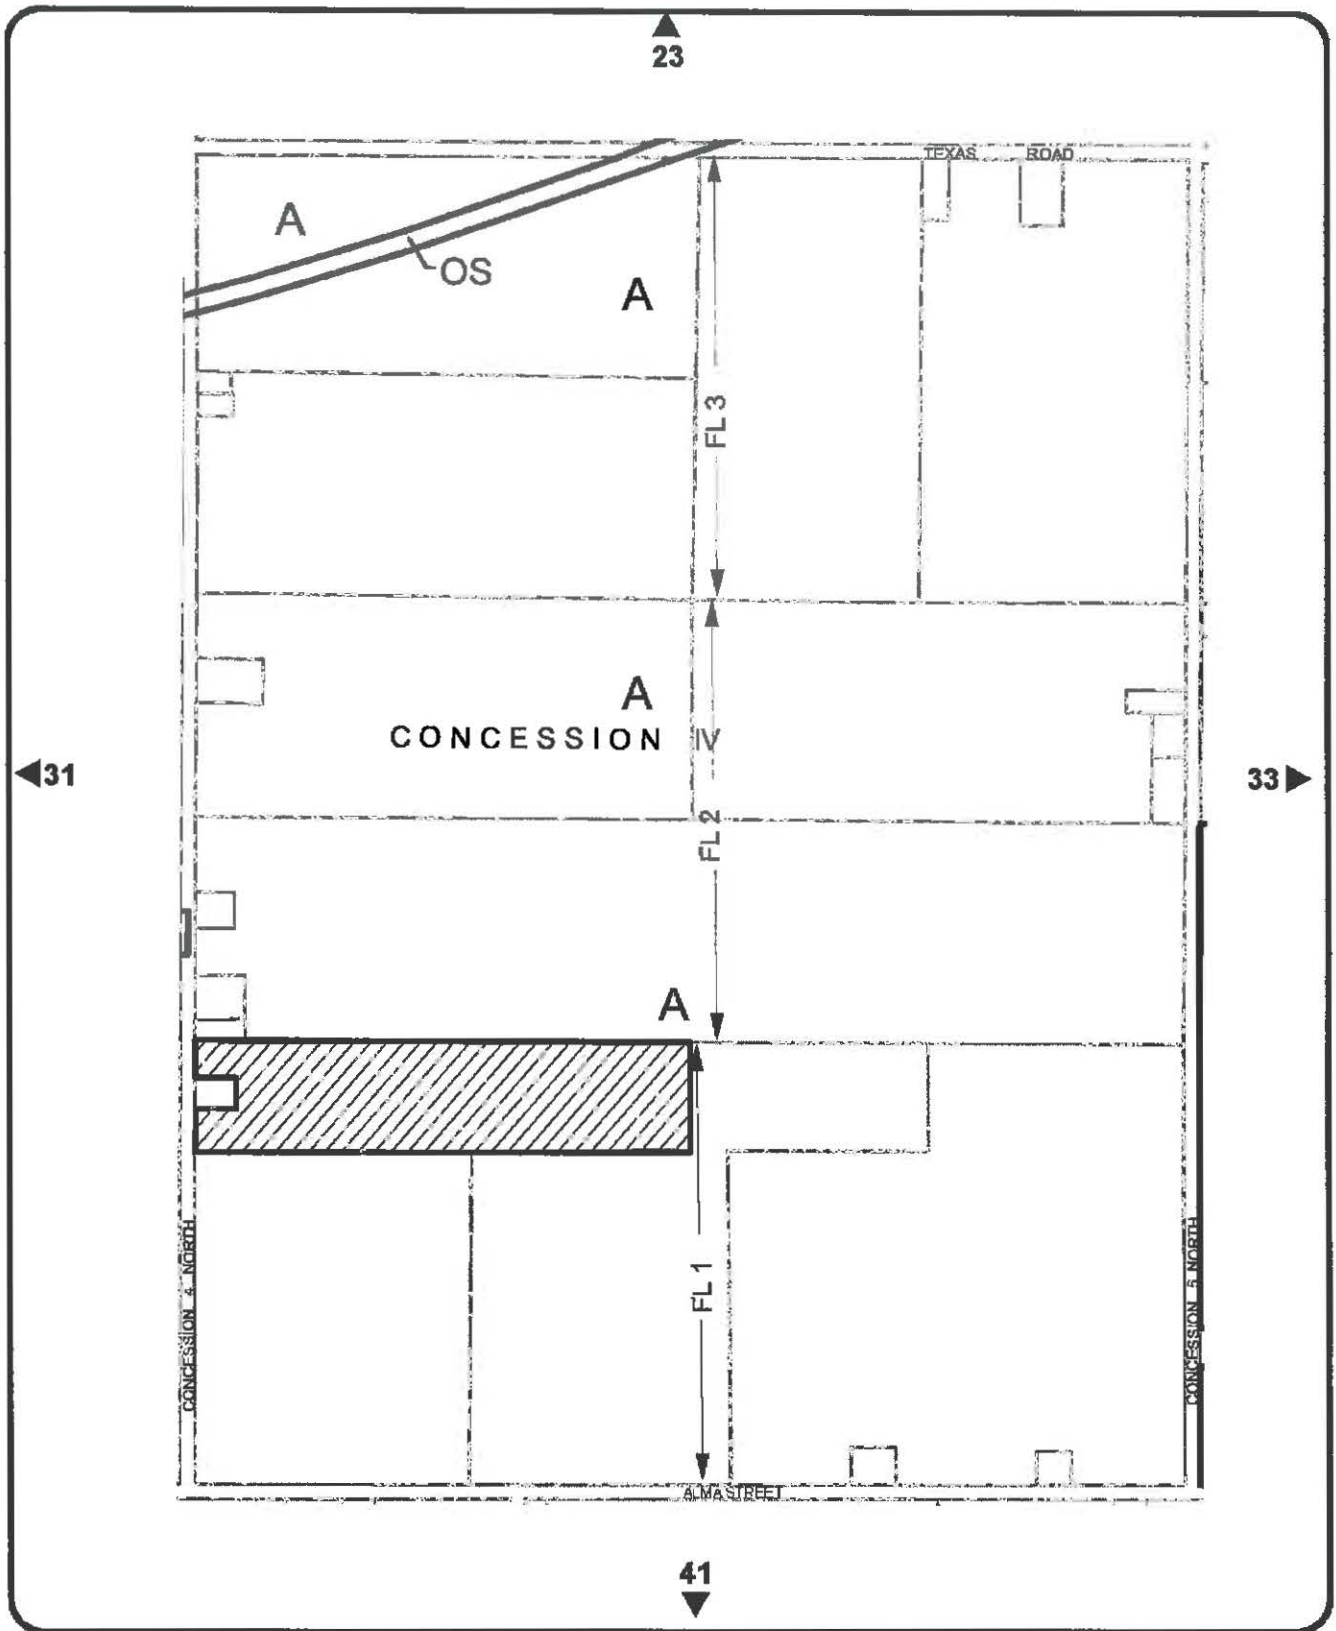 23
TEXAS ROAD
A
OS
A
FL 3
A
CONCESSION IV
31
33
FL 2
A
CONCESSION 4 NORTH
FL 1
CONCESSION 5 NORTH
ALMA STREET
41